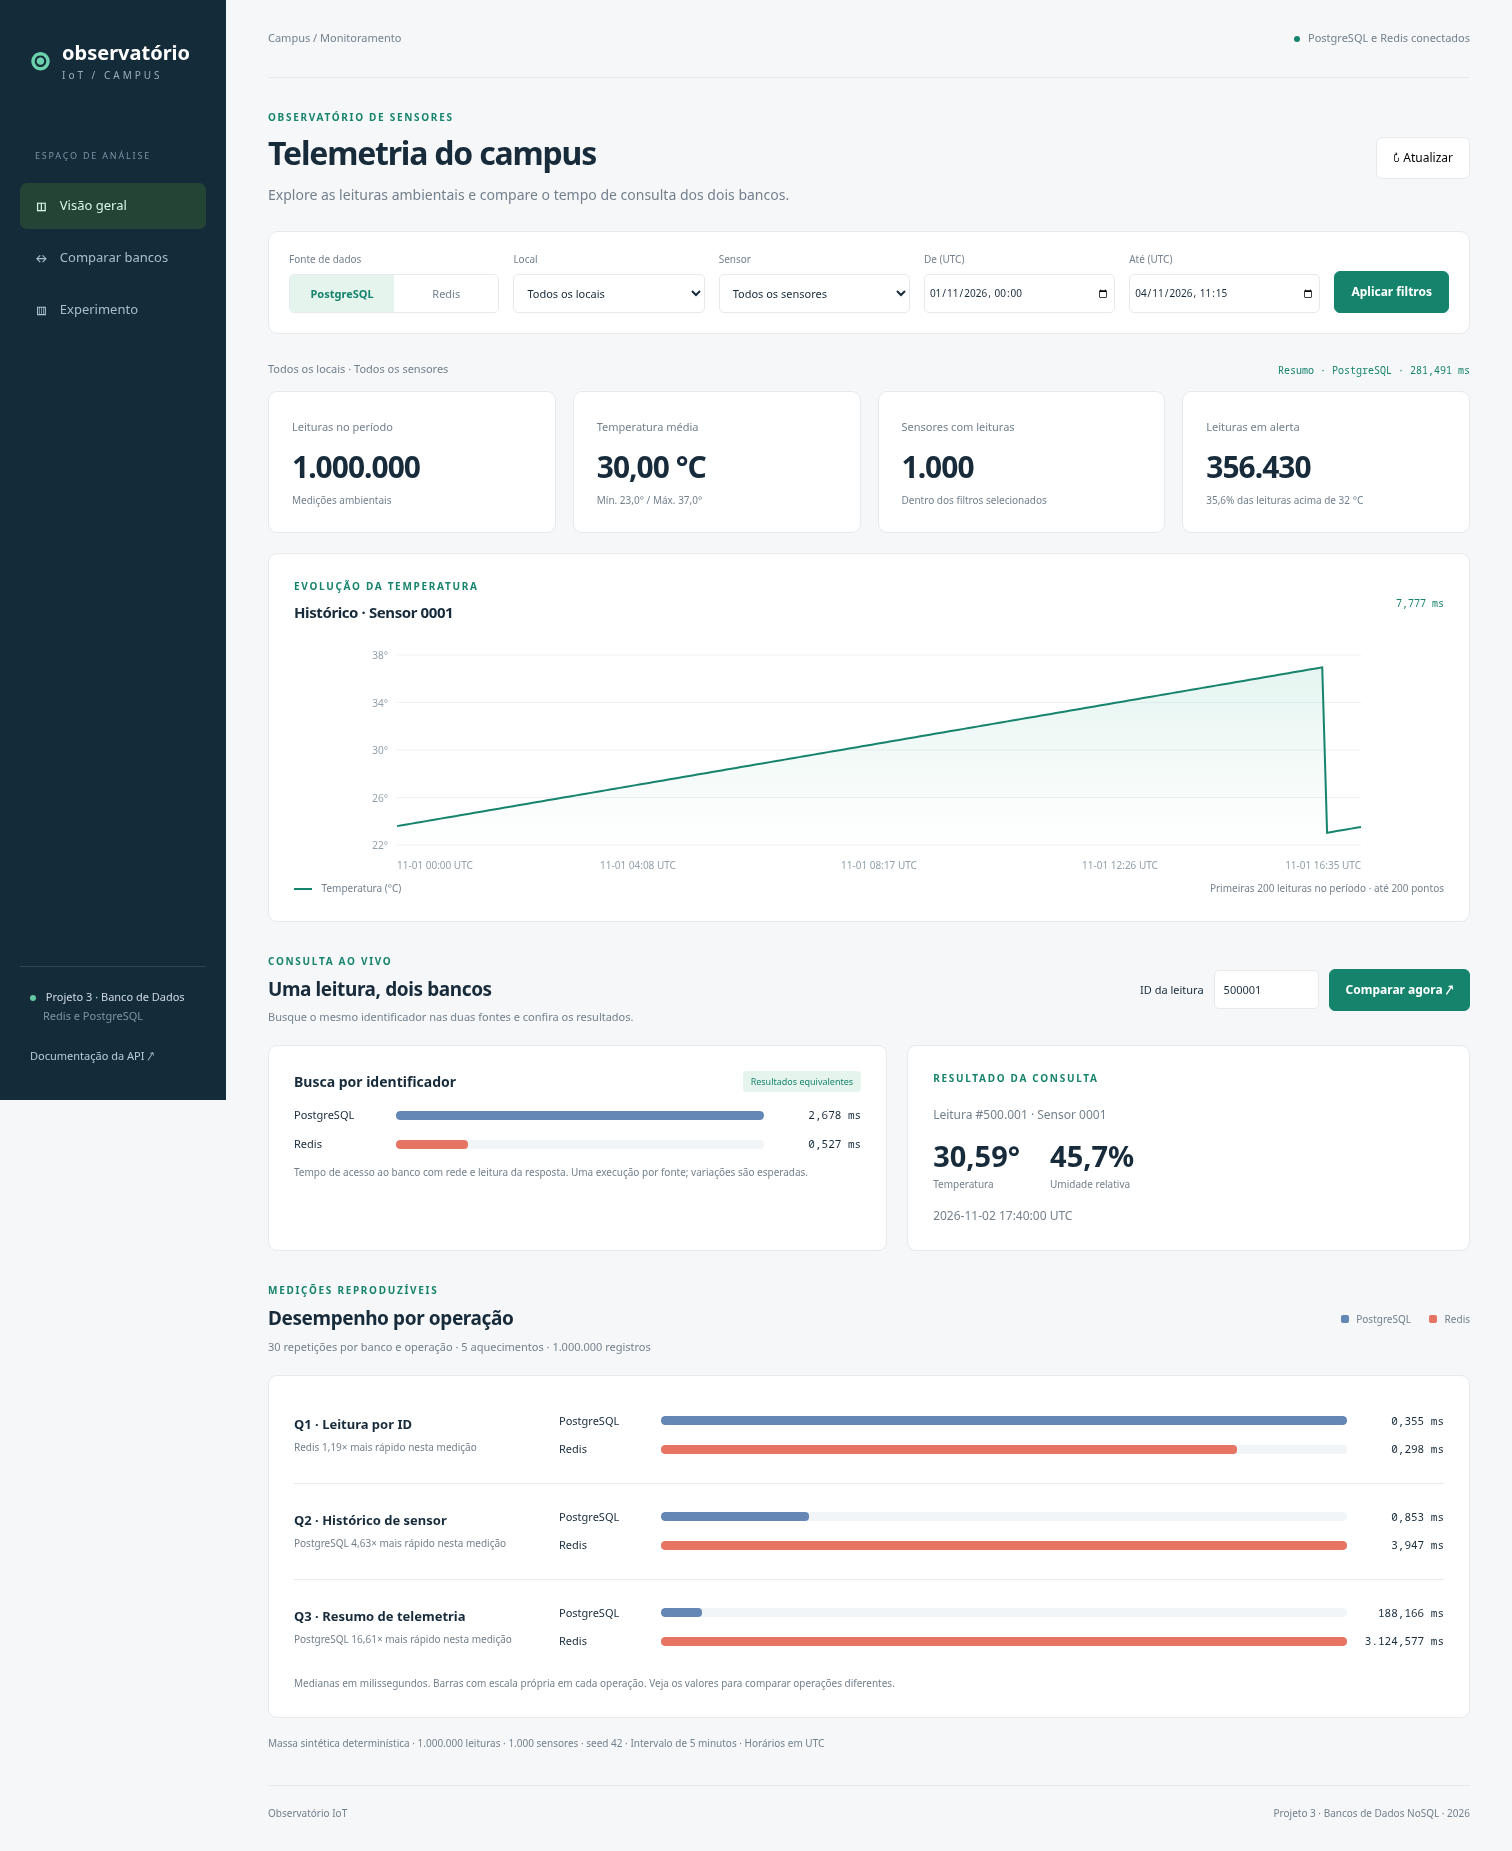 observatório
IoT / CAMPUS
ESPAÇO DE ANÁLISE
Visão geral
Comparar bancos
Experimento
Projeto 3 · Banco de Dados
Redis e PostgreSQL
Documentação da API ↗
Campus / Monitoramento
PostgreSQL e Redis conectados
OBSERVATÓRIO DE SENSORES
Telemetria do campus
↻ Atualizar
Explore as leituras ambientais e compare o tempo de consulta dos dois bancos.
Fonte de dados
PostgreSQL Redis
Local
Todos os locais
Sensor
Todos os sensores
De (UTC)
01/11/2026, 00:00
Até (UTC)
04/11/2026, 11:15
Aplicar filtros
Todos os locais · Todos os sensores
Resumo · PostgreSQL · 281,491 ms
Leituras no período
1.000.000
Medições ambientais
Temperatura média
30,00 °C
Mín. 23,0° / Máx. 37,0°
Sensores com leituras
1.000
Dentro dos filtros selecionados
Leituras em alerta
356.430
35,6% das leituras acima de 32 °C
EVOLUÇÃO DA TEMPERATURA
Histórico · Sensor 0001
7,777 ms
38°
34°
30°
26°
22°
11-01 00:00 UTC 11-01 04:08 UTC 11-01 08:17 UTC 11-01 12:26 UTC 11-01 16:35 UTC
Temperatura (°C)
Primeiras 200 leituras no período · até 200 pontos
CONSULTA AO VIVO
Uma leitura, dois bancos
Busque o mesmo identificador nas duas fontes e confira os resultados.
ID da leitura 500001 Comparar agora ↗
Busca por identificador
Resultados equivalentes
PostgreSQL 2,678 ms
Redis 0,527 ms
Tempo de acesso ao banco com rede e leitura da resposta. Uma execução por fonte; variações são esperadas.
RESULTADO DA CONSULTA
Leitura #500.001 · Sensor 0001
30,59° 45,7%
Temperatura Umidade relativa
2026-11-02 17:40:00 UTC
MEDIÇÕES REPRODUZÍVEIS
Desempenho por operação
30 repetições por banco e operação · 5 aquecimentos · 1.000.000 registros
PostgreSQL Redis
Q1 · Leitura por ID
Redis 1,19× mais rápido nesta medição
PostgreSQL 0,355 ms
Redis 0,298 ms
Q2 · Histórico de sensor
PostgreSQL 4,63× mais rápido nesta medição
PostgreSQL 0,853 ms
Redis 3,947 ms
Q3 · Resumo de telemetria
PostgreSQL 16,61× mais rápido nesta medição
PostgreSQL 188,166 ms
Redis 3.124,577 ms
Medianas em milissegundos. Barras com escala própria em cada operação. Veja os valores para comparar operações diferentes.
Massa sintética determinística · 1.000.000 leituras · 1.000 sensores · seed 42 · Intervalo de 5 minutos · Horários em UTC
Observatório IoT
Projeto 3 · Bancos de Dados NoSQL · 2026